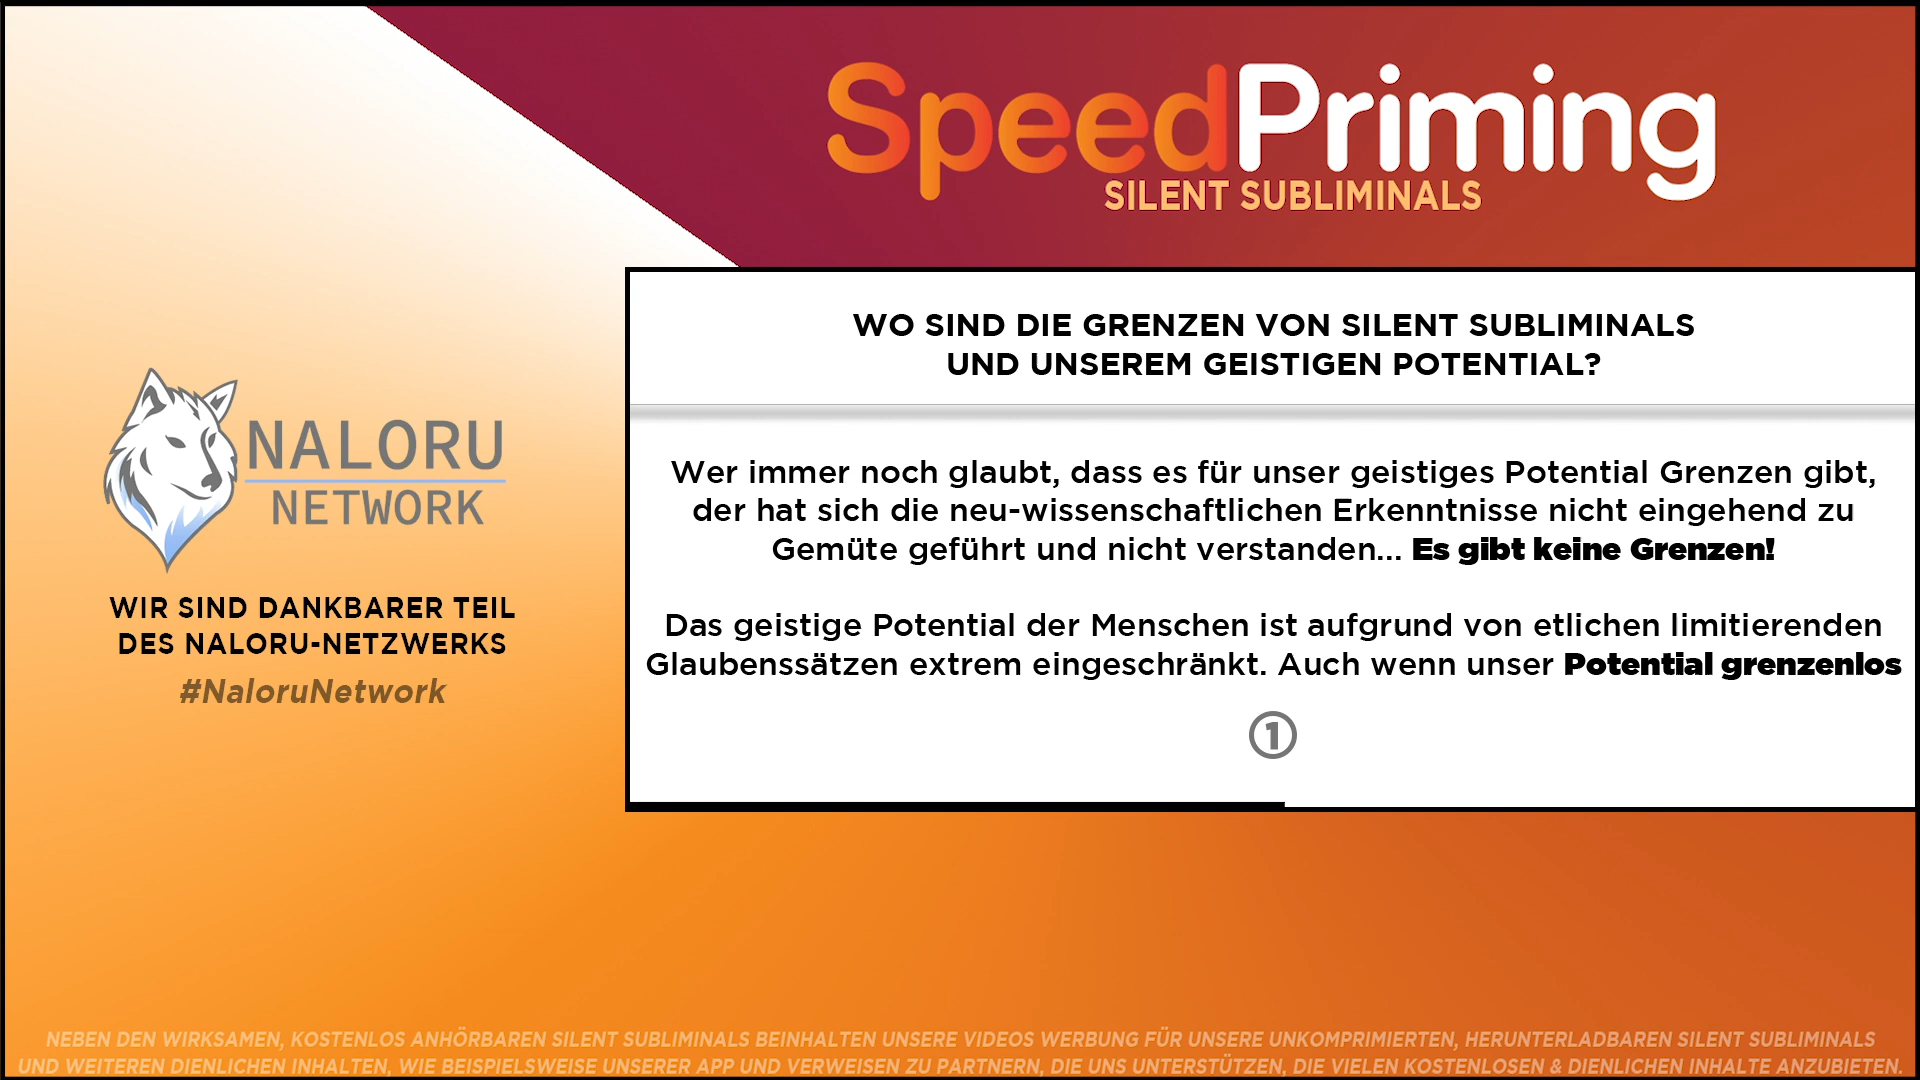 SpeedPriming
SILENT SUBLIMINALS
WO SIND DIE GRENZEN VON SILENT SUBLIMINALS
UND UNSEREM GEISTIGEN POTENTIAL?
Wer immer noch glaubt, dass es für unser geistiges Potential Grenzen gibt,
der hat sich die neu-wissenschaftlichen Erkenntnisse nicht eingehend zu
Gemüte geführt und nicht verstanden... Es gibt keine Grenzen!
Das geistige Potential der Menschen ist aufgrund von etlichen limitierenden
Glaubenssätzen extrem eingeschränkt. Auch wenn unser Potential grenzenlos
1
NALORU
NETWORK
WIR SIND DANKBARER TEIL
DES NALORU-NETZWERKS
#NaloruNetwork
NEBEN DEN WIRKSAMEN, KOSTENLOS ANHÖRBAREN SILENT SUBLIMINALS BEINHALTEN UNSERE VIDEOS WERBUNG FÜR UNSERE UNKOMPRIMIERTEN, HERUNTERLADBAREN SILENT SUBLIMINALS
UND WEITEREN DIENLICHEN INHALTEN, WIE BEISPIELSWEISE UNSERER APP UND VERWEISEN ZU PARTNERN, DIE UNS UNTERSTÜTZEN, DIE VIELEN KOSTENLOSEN & DIENLICHEN INHALTE ANZUBIETEN.